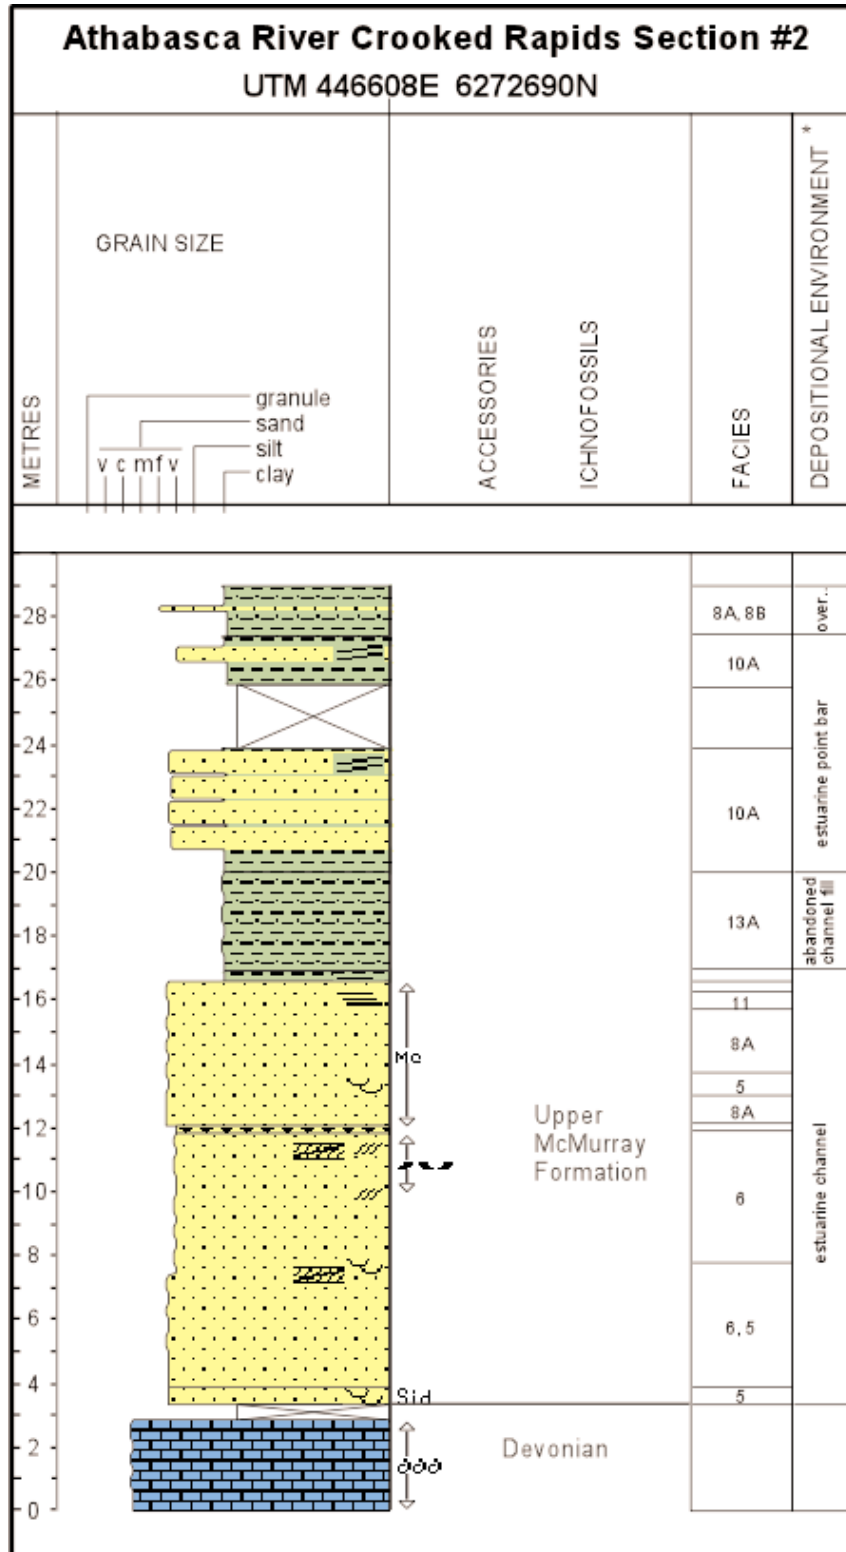 Athabasca River Crooked Rapids Section #2
UTM 446608E 6272690N
METRES
GRAIN SIZE
granule
sand
silt
clay
v c m f v
ACCESSORIES
ICHNOFOSSILS
FACIES
DEPOSITIONAL ENVIRONMENT *
28
26
24
22
20
18
16
14
12
10
8
6
4
2
0
Mc
Sid
Upper
McMurray
Formation
Devonian
8A, 8B
10A
10A
13A
11
8A
5
8A
6
6, 5
5
over..
estuarine point bar
abandoned
channel fill
estuarine channel